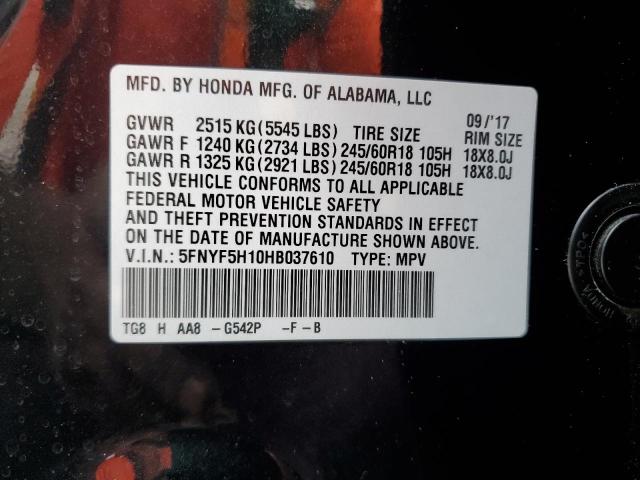 MFD. BY HONDA MFG. OF ALABAMA, LLC
09/'17
GVWR 2515 KG(5545 LBS) TIRE SIZE RIM SIZE
GAWR F 1240 KG(2734 LBS)245/60R18 105H 18X8.0J
GAWR R 1325 KG(2921 LBS)245/60R18 105H 18X8.0J
THIS VEHICLE CONFORMS TO ALL APPLICABLE
FEDERAL MOTOR VEHICLE SAFETY
AND THEFT PREVENTION STANDARDS IN EFFECT
ON THE DATE OF MANUFACTURE SHOWN ABOVE.
V.I.N.: 5FNYF5H10HB037610 TYPE: MPV
TG8 H AA8 - G542P -F-B
HONDA
<TPO>